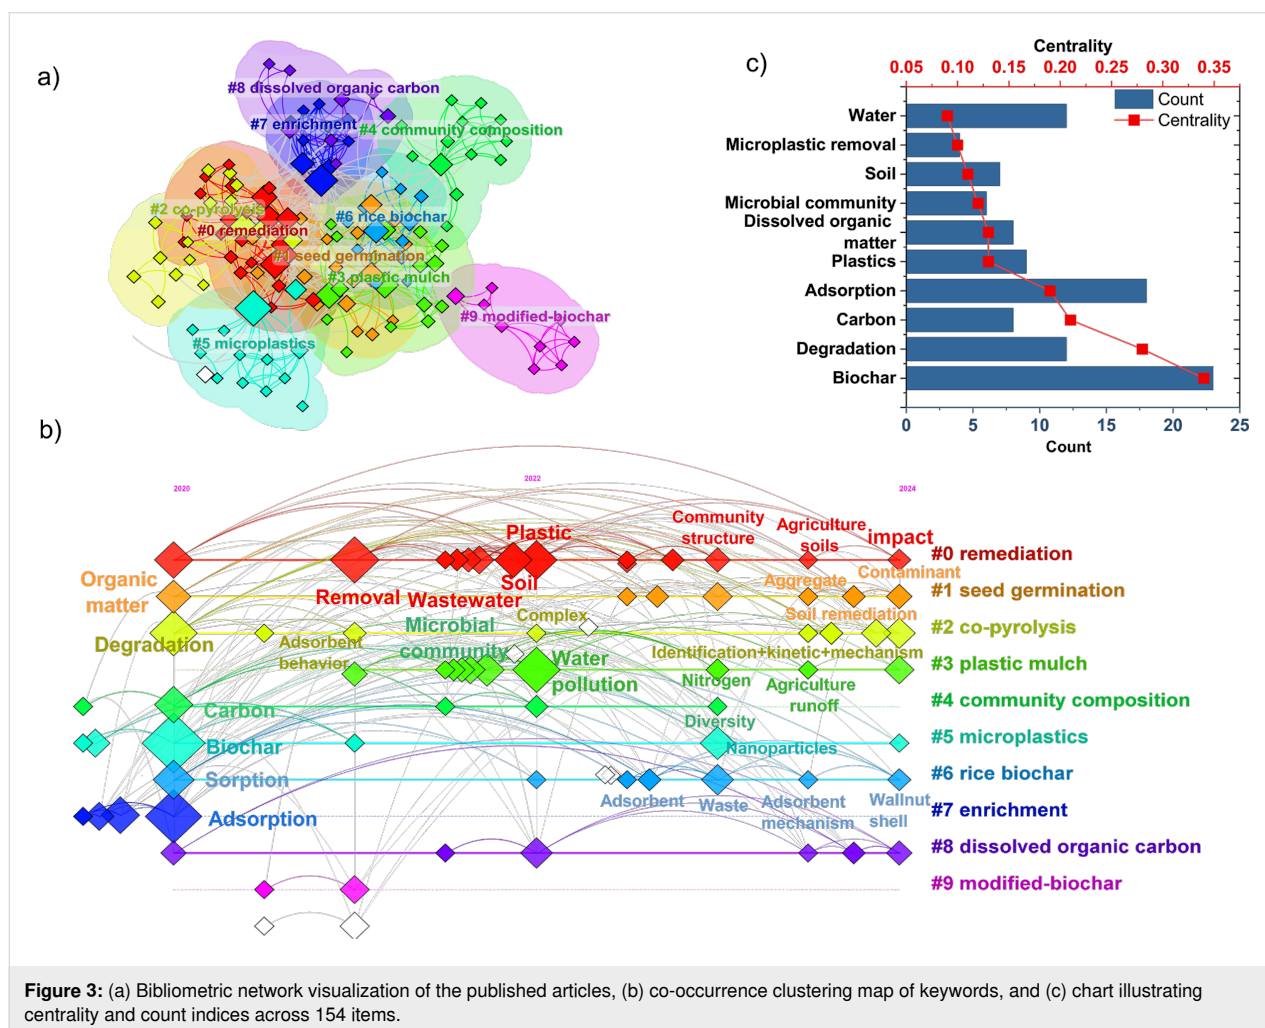 a)
#8 dissolved organic carbon
#7 enrichment
#4 community composition
#2 co-pyrolysis
#6 rice biochar
#0 remediation
#1 seed germination
#3 plastic mulch
#9 modified-biochar
#5 microplastics
c)
Centrality
0.05 0.10 0.15 0.20 0.25 0.30 0.35
Count
Centrality
Water
Microplastic removal
Soil
Microbial community
Dissolved organic
matter
Plastics
Adsorption
Carbon
Degradation
Biochar
0 5 10 15 20 25
Count
b)
2020
2022
2024
Plastic
Community
structure
Agriculture
soils
impact
#0 remediation
Organic
matter
Soil
Removal
Wastewater
Aggregate
Contaminant
#1 seed germination
Soil remediation
Degradation
Adsorbent
behavior
Microbial
community
Complex
#2 co-pyrolysis
Identification+kinetic+mechanism
Water
pollution
Nitrogen
Agriculture
runoff
#3 plastic mulch
Carbon
Diversity
#4 community composition
Biochar
Nanoparticles
#5 microplastics
Sorption
#6 rice biochar
Adsorbent
Waste
Adsorbent
mechanism
Wallnut
shell
Adsorption
#7 enrichment
#8 dissolved organic carbon
#9 modified-biochar
Figure 3: (a) Bibliometric network visualization of the published articles, (b) co-occurrence clustering map of keywords, and (c) chart illustrating
centrality and count indices across 154 items.